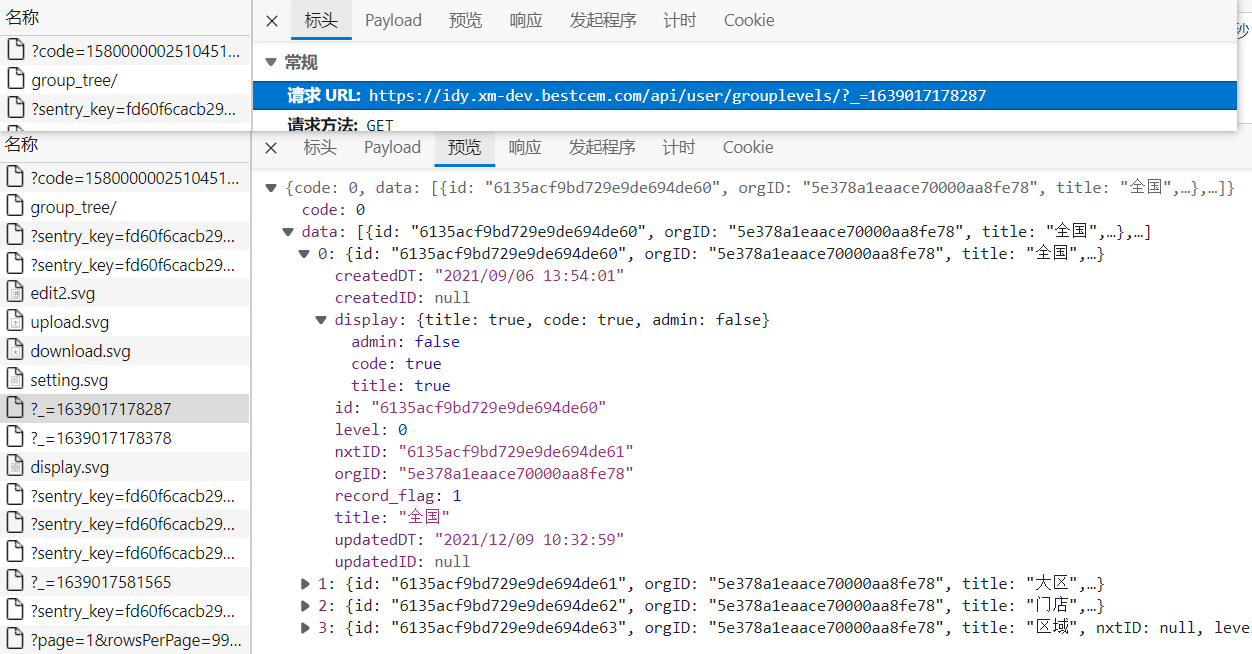 名称
?code=1580000002510451...
group_tree/
?sentry_key=fd60f6cacb29...
标头 Payload 预览 响应 发起程序 计时 Cookie
秒
常规
请求 URL: https://idy.xm-dev.bestcem.com/api/user/grouplevels/?_=1639017178287
请求方法: GET
名称
?code=1580000002510451...
group_tree/
?sentry_key=fd60f6cacb29...
?sentry_key=fd60f6cacb29...
edit2.svg
upload.svg
download.svg
setting.svg
?_=1639017178287
?_=1639017178378
display.svg
?sentry_key=fd60f6cacb29...
?sentry_key=fd60f6cacb29...
?sentry_key=fd60f6cacb29...
?_=1639017581565
?sentry_key=fd60f6cacb29...
?page=1&rowsPerPage=99...
标头 Payload 预览 响应 发起程序 计时 Cookie
{code: 0, data: [{id: "6135acf9bd729e9de694de60", orgID: "5e378a1eaace70000aa8fe78", title: "全国",…},…]}
code: 0
data: [{id: "6135acf9bd729e9de694de60", orgID: "5e378a1eaace70000aa8fe78", title: "全国",…},…]
0: {id: "6135acf9bd729e9de694de60", orgID: "5e378a1eaace70000aa8fe78", title: "全国",…}
createdDT: "2021/09/06 13:54:01"
createdID: null
display: {title: true, code: true, admin: false}
admin: false
code: true
title: true
id: "6135acf9bd729e9de694de60"
level: 0
nxtID: "6135acf9bd729e9de694de61"
orgID: "5e378a1eaace70000aa8fe78"
record_flag: 1
title: "全国"
updatedDT: "2021/12/09 10:32:59"
updatedID: null
1: {id: "6135acf9bd729e9de694de61", orgID: "5e378a1eaace70000aa8fe78", title: "大区",…}
2: {id: "6135acf9bd729e9de694de62", orgID: "5e378a1eaace70000aa8fe78", title: "门店",…}
3: {id: "6135acf9bd729e9de694de63", orgID: "5e378a1eaace70000aa8fe78", title: "区域", nxtID: null, leve